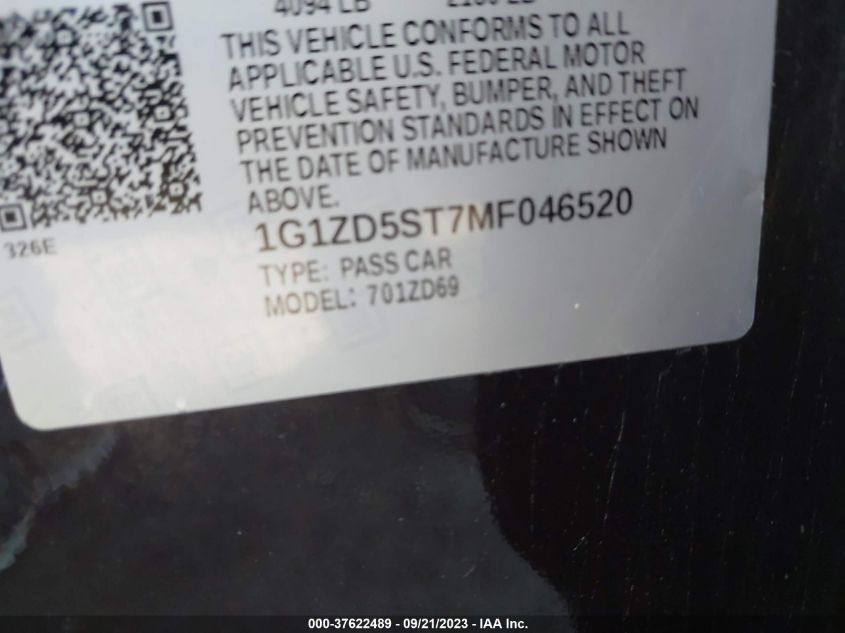 4094 LB
THIS VEHICLE CONFORMS TO ALL
APPLICABLE U.S. FEDERAL MOTOR
VEHICLE SAFETY, BUMPER, AND THEFT
PREVENTION STANDARDS IN EFFECT ON
THE DATE OF MANUFACTURE SHOWN
ABOVE.
326E
1G1ZD5ST7MF046520
TYPE: PASS CAR
MODEL: 701ZD69
000-37622489 - 09/21/2023 - IAA Inc.